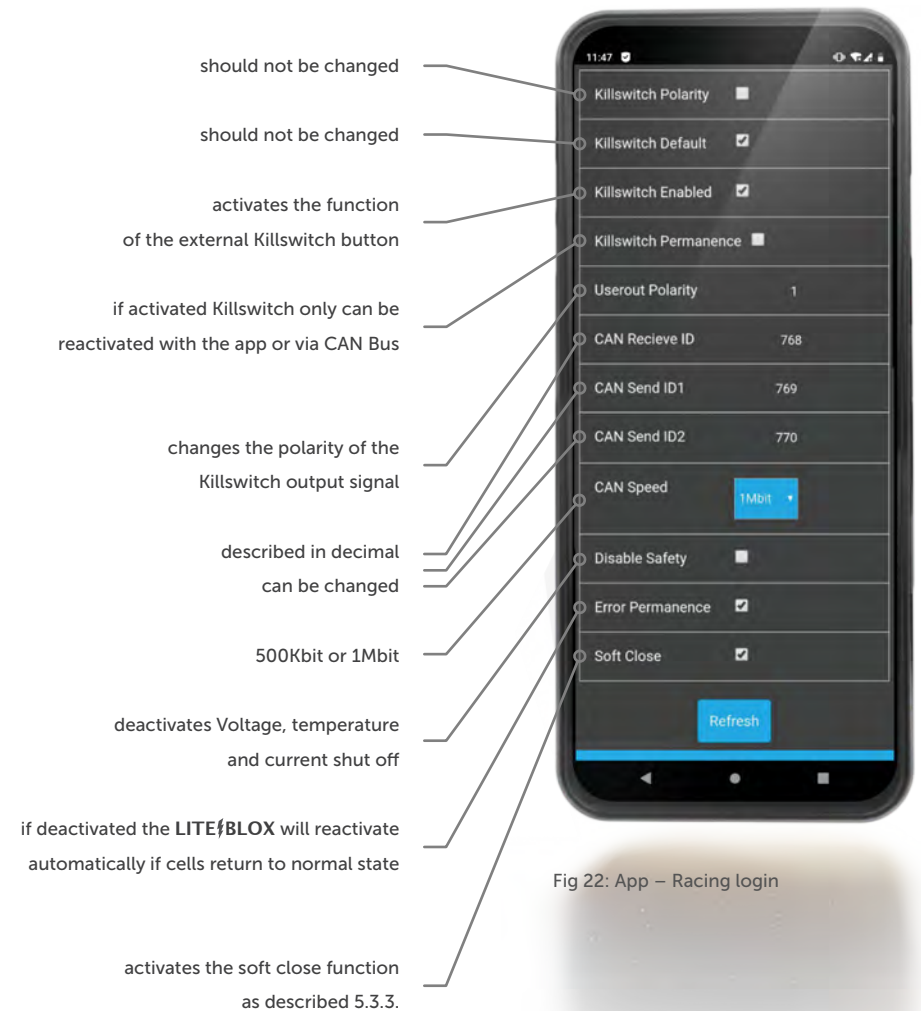 should not be changed
should not be changed
activates the function
of the external Killswitch button
if activated Killswitch only can be
reactivated with the app or via CAN Bus
changes the polarity of the
Killswitch output signal
described in decimal
can be changed
500Kbit or 1Mbit
deactivates Voltage, temperature
and current shut off
if deactivated the LITE BLOX will reactivate
automatically if cells return to normal state
activates the soft close function
as described 5.3.3.
11:47
Killswitch Polarity
Killswitch Default
Killswitch Enabled
Killswitch Permanence
Userout Polarity 1
CAN Recieve ID 768
CAN Send ID1 769
CAN Send ID2 770
CAN Speed 1Mbit
Disable Safety
Error Permanence
Soft Close
Refresh
Fig 22: App – Racing login